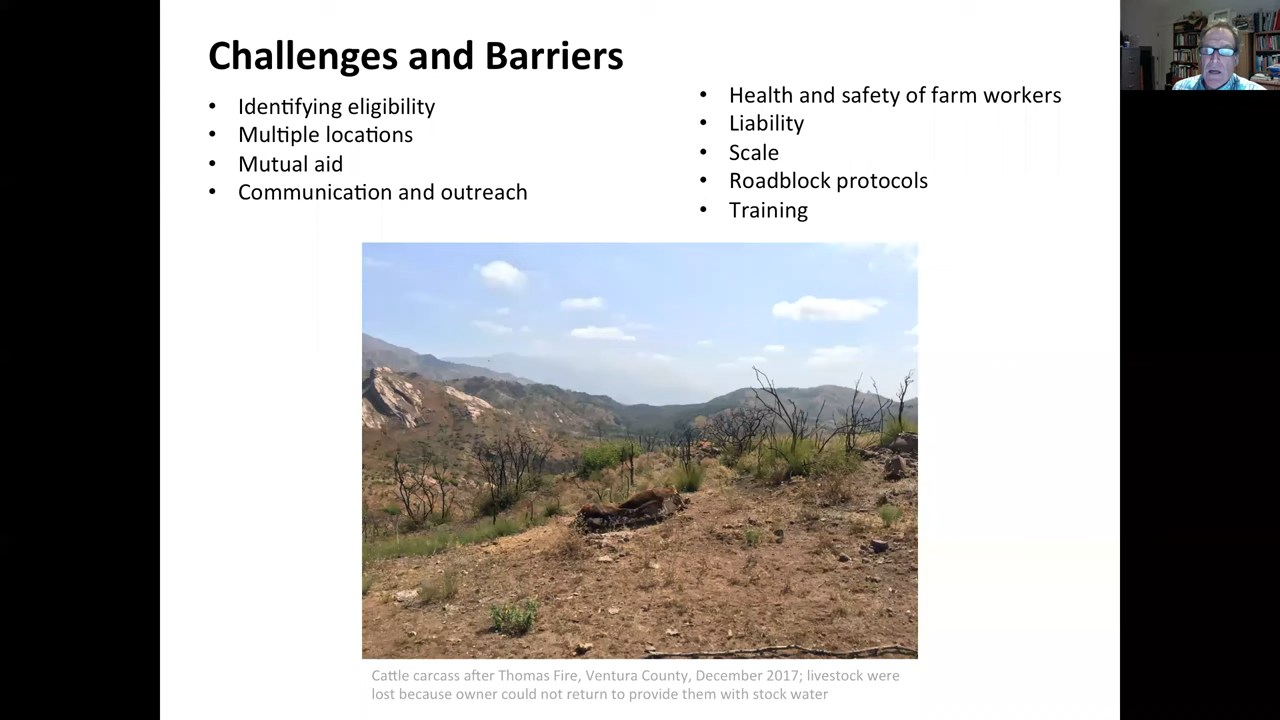 Challenges and Barriers
• Identifying eligibility
• Multiple locations
• Mutual aid
• Communication and outreach
• Health and safety of farm workers
• Liability
• Scale
• Roadblock protocols
• Training
Cattle carcass after Thomas Fire, Ventura County, December 2017; livestock were
lost because owner could not return to provide them with stock water